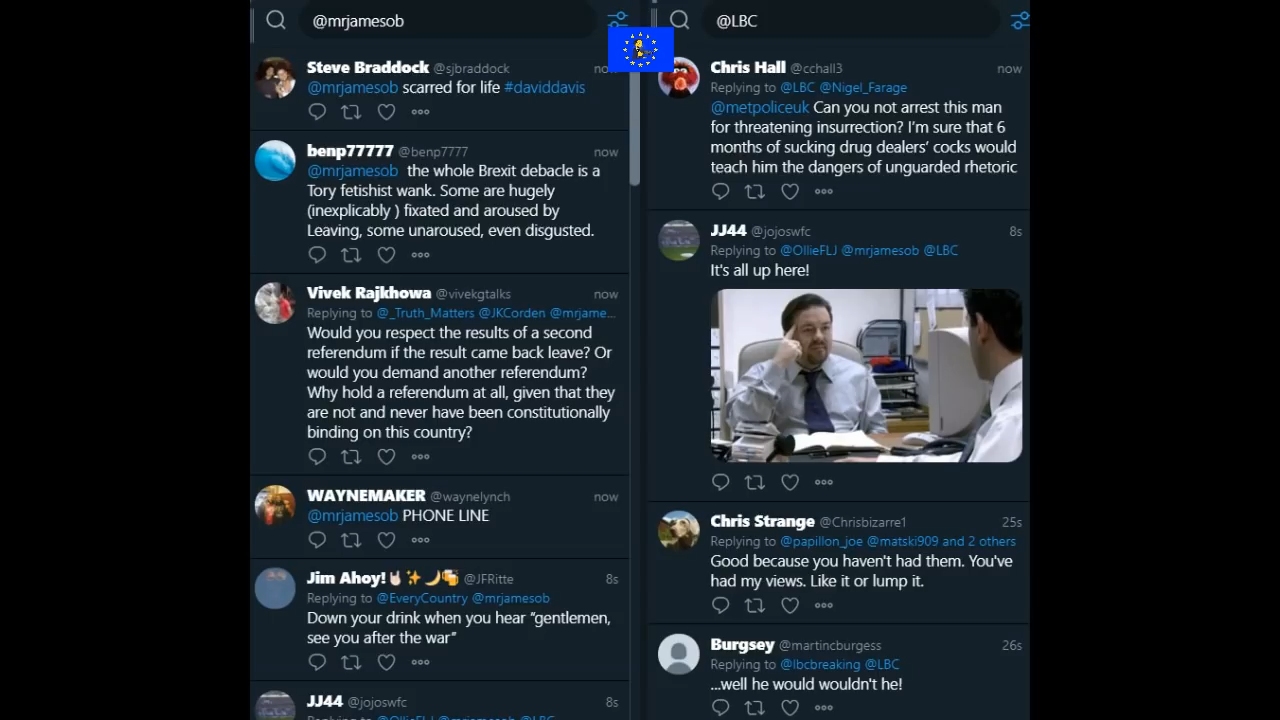 @mrjamesob
Steve Braddock @sjbraddock now
@mrjamesob scarred for life #daviddavis
benp77777 @benp7777 now
@mrjamesob the whole Brexit debacle is a
Tory fetishist wank. Some are hugely
(inexplicably ) fixated and aroused by
Leaving, some unaroused, even disgusted.
Vivek Rajkhowa @vivekgtalks now
Replying to @_Truth_Matters @JKCorden @mrjame...
Would you respect the results of a second
referendum if the result came back leave? Or
would you demand another referendum?
Why hold a referendum at all, given that they
are not and never have been constitutionally
binding on this country?
WAYNEMAKER @waynelynch now
@mrjamesob PHONE LINE
Jim Ahoy!🤘✨🌙🍻 @JFRitte 8s
Replying to @EveryCountry @mrjamesob
Down your drink when you hear “gentlemen,
see you after the war”
JJ44 @jojoswfc 8s
Replying to @OllieFLJ @mrjamesob @LBC
@LBC
Chris Hall @cchall3 now
Replying to @LBC @Nigel_Farage
@metpoliceuk Can you not arrest this man
for threatening insurrection? I’m sure that 6
months of sucking drug dealers’ cocks would
teach him the dangers of unguarded rhetoric
JJ44 @jojoswfc 8s
Replying to @OllieFLJ @mrjamesob @LBC
It's all up here!
Chris Strange @Chrisbizarre1 25s
Replying to @papillon_joe @matski909 and 2 others
Good because you haven't had them. You've
had my views. Like it or lump it.
Burgsey @martincburgess 26s
Replying to @lbcbreaking @LBC
...well he would wouldn't he!